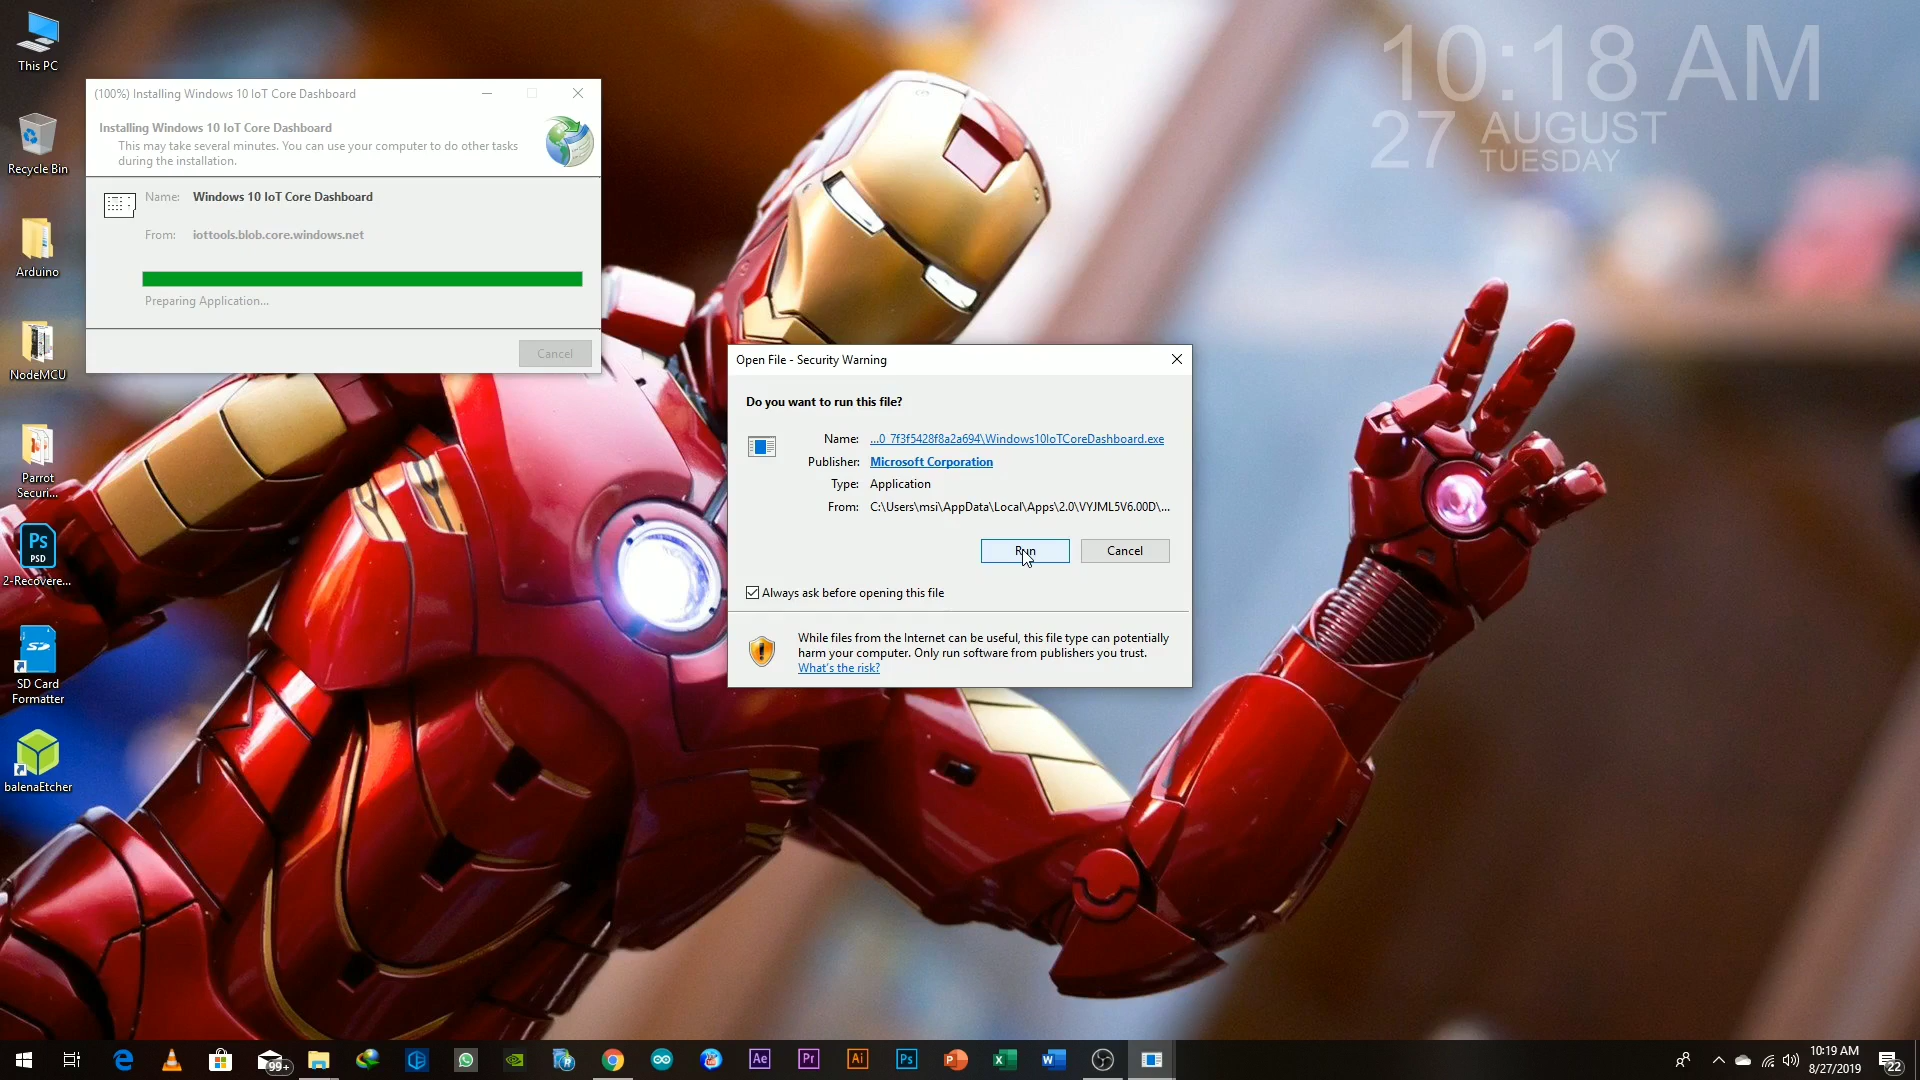 This PC
Recycle Bin
Arduino
NodeMCU
Parrot
Securi...
Ps
PSD
2-Recovere...
SD
SD Card
Formatter
balenaEtcher
(100%) Installing Windows 10 IoT Core Dashboard
Installing Windows 10 IoT Core Dashboard
This may take several minutes. You can use your computer to do other tasks
during the installation.
Name: Windows 10 IoT Core Dashboard
From: iottools.blob.core.windows.net
Preparing Application...
Cancel
10:18 AM
27 AUGUST
TUESDAY
Open File - Security Warning
Do you want to run this file?
Name: ...0_7f3f5428f8a2a694\Windows10IoTCoreDashboard.exe
Publisher: Microsoft Corporation
Type: Application
From: C:\Users\msi\AppData\Local\Apps\2.0\VYJML5V6.00D\...
Run Cancel
Always ask before opening this file
While files from the Internet can be useful, this file type can potentially
harm your computer. Only run software from publishers you trust.
What's the risk?
99+
Ae
Pr
Ai
Ps
10:19 AM
8/27/2019
22